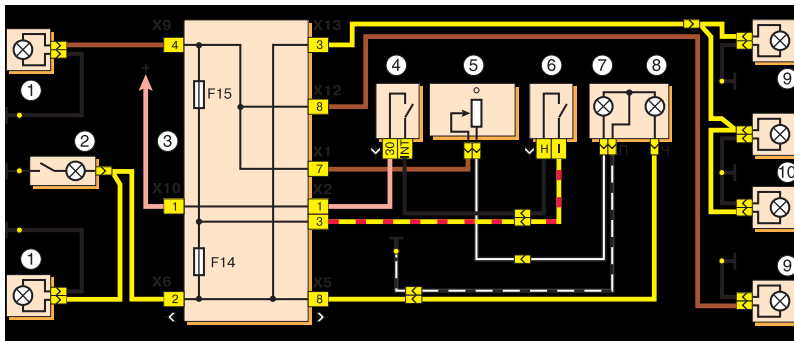 X9 X13
4 3
+ 4 5 6 7 8
1 9
F15
X12
8
2 3
30 INT H I П Ч
X1
7
10
X10 X2
1 1
3
1 F14 9
X6 X5
2 8